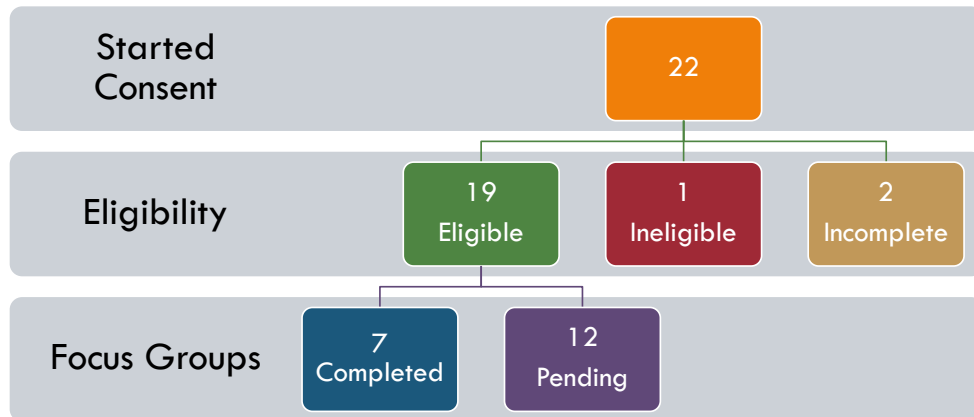 Started
Consent
22
Eligibility
19
Eligible
1
Ineligible
2
Incomplete
Focus Groups
7
Completed
12
Pending